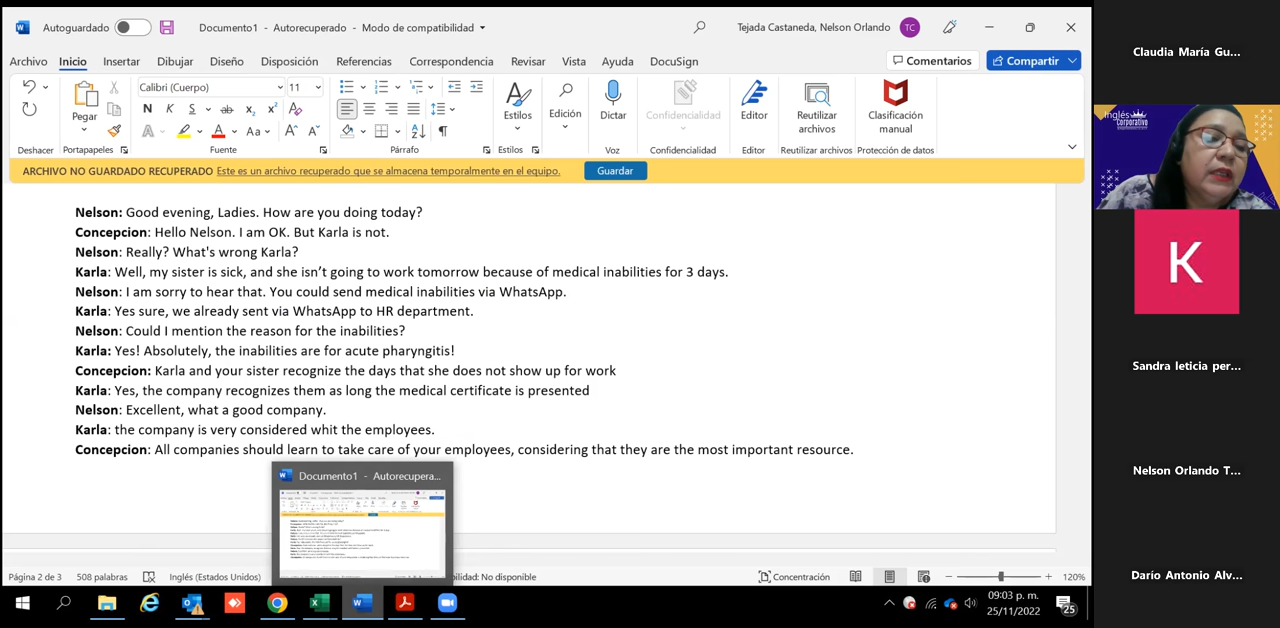 Autoguardado
Documento1 - Autorecuperado - Modo de compatibilidad
Tejada Castaneda, Nelson Orlando
TC
Archivo Inicio Insertar Dibujar Diseño Disposición Referencias Correspondencia Revisar Vista Ayuda DocuSign
Comentarios
Compartir
Calibri (Cuerpo) 11
Pegar
N K S ab x₂ x²
A A Aa A A
Estilos
Edición
Dictar
Confidencialidad
Editor
Reutilizar archivos
Clasificación manual
Deshacer Portapapeles Fuente Párrafo Estilos Voz Confidencialidad Editor Reutilizar archivos Protección de datos
ARCHIVO NO GUARDADO RECUPERADO Este es un archivo recuperado que se almacena temporalmente en el equipo. Guardar
Nelson: Good evening, Ladies. How are you doing today?
Concepcion: Hello Nelson. I am OK. But Karla is not.
Nelson: Really? What's wrong Karla?
Karla: Well, my sister is sick, and she isn’t going to work tomorrow because of medical inabilities for 3 days.
Nelson: I am sorry to hear that. You could send medical inabilities via WhatsApp.
Karla: Yes sure, we already sent via WhatsApp to HR department.
Nelson: Could I mention the reason for the inabilities?
Karla: Yes! Absolutely, the inabilities are for acute pharyngitis!
Concepcion: Karla and your sister recognize the days that she does not show up for work
Karla: Yes, the company recognizes them as long the medical certificate is presented
Nelson: Excellent, what a good company.
Karla: the company is very considered whit the employees.
Concepcion: All companies should learn to take care of your employees, considering that they are the most important resource.
Documento1 - Autorecupera...
Página 2 de 3 508 palabras Inglés (Estados Unidos) bilidad: No disponible Concentración 120%
09:03 p. m.
25/11/2022
25
Claudia María Gu...
Inglés
Corporativo
K
Sandra leticia per...
Nelson Orlando T...
Darío Antonio Alv...